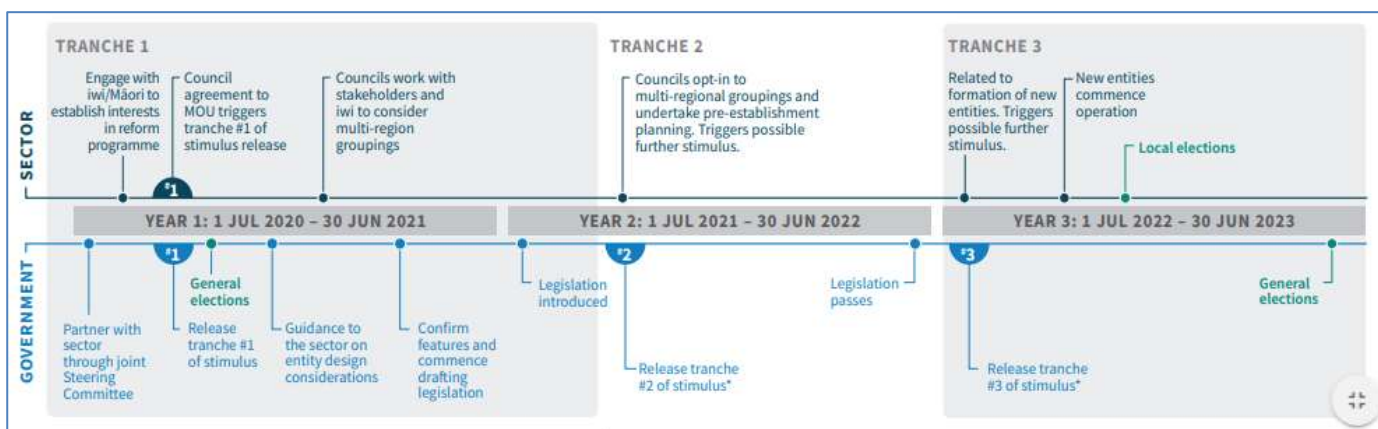 TRANCHE 1
TRANCHE 2
TRANCHE 3
SECTOR
Engage with
iwi/Māori to
establish interests
in reform
programme
Council
agreement to
MOU triggers
tranche #1 of
stimulus release
Councils work with
stakeholders and
iwi to consider
multi-region
groupings
Councils opt-in to
multi-regional groupings and
undertake pre-establishment
planning. Triggers possible
further stimulus.
Related to
formation of new
entities. Triggers
possible further
stimulus.
New entities
commence
operation
Local elections
#1
YEAR 1: 1 JUL 2020 – 30 JUN 2021
YEAR 2: 1 JUL 2021 – 30 JUN 2022
YEAR 3: 1 JUL 2022 – 30 JUN 2023
GOVERNMENT
#1
#2
#3
Partner with
sector
through joint
Steering
Committee
Release
tranche #1
of stimulus
General
elections
Guidance to
the sector on
entity design
considerations
Confirm
features and
commence
drafting
legislation
Legislation
introduced
Release tranche
#2 of stimulus*
Legislation
passes
Release tranche
#3 of stimulus*
General
elections